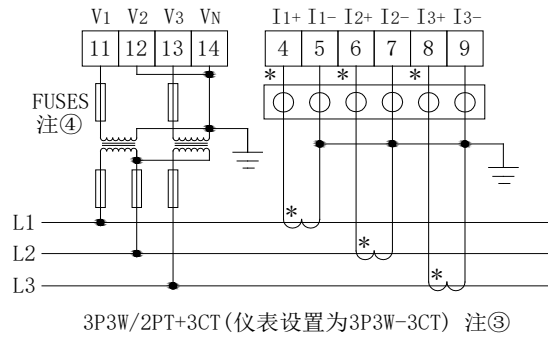 V1 V2 V3 VN I1+ I1- I2+ I2- I3+ I3-
11 12 13 14 4 5 6 7 8 9
* * *
FUSES
注④
L1 *
L2 *
L3 *
3P3W/2PT+3CT(仪表设置为3P3W-3CT) 注③